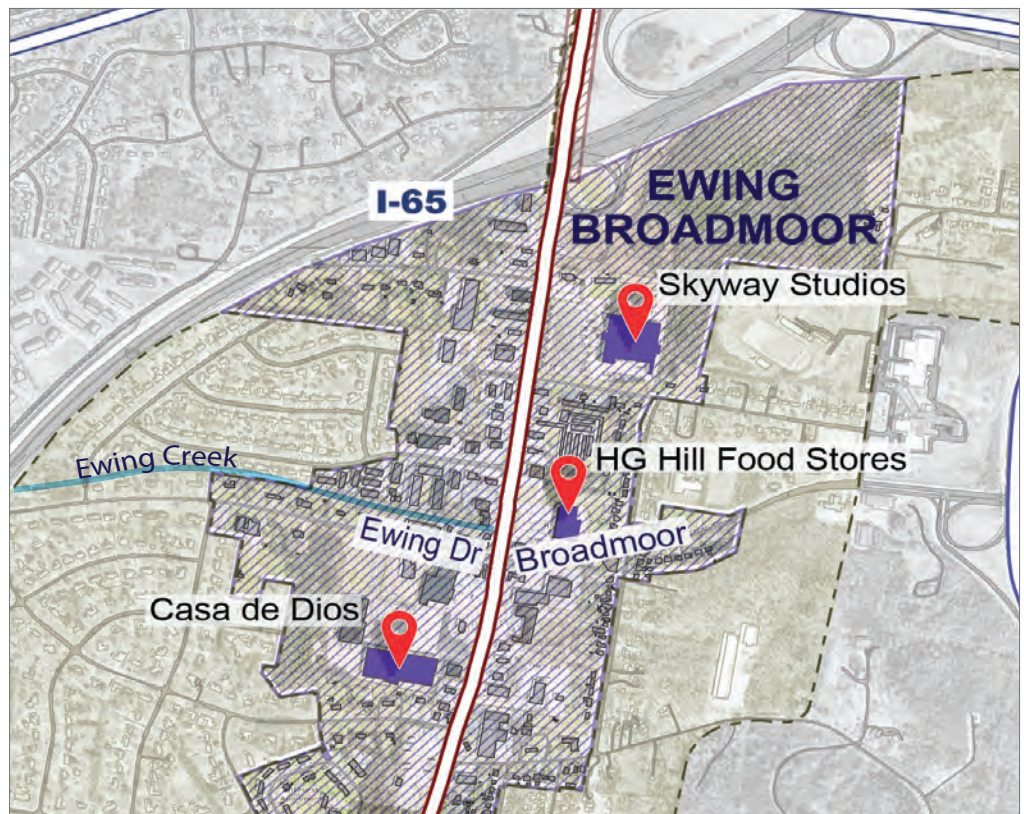 I-65
EWING
BROADMOOR
Skyway Studios
Ewing Creek
HG Hill Food Stores
Ewing Dr
Broadmoor
Casa de Dios